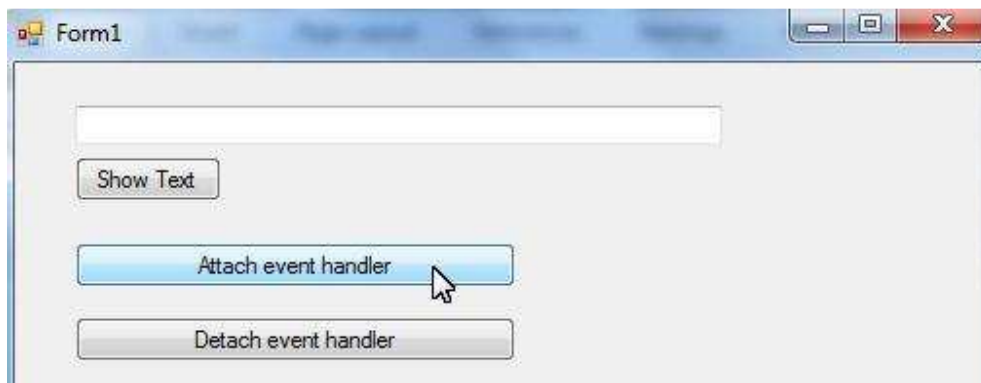 Form1
Show Text
Attach event handler
Detach event handler